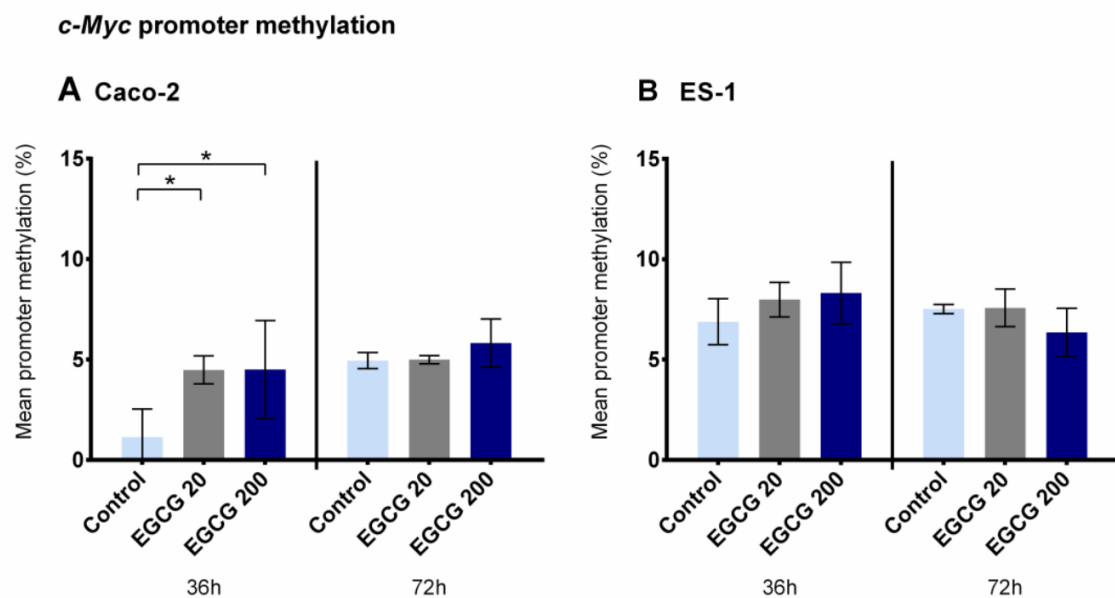 c-Myc promoter methylation
A Caco-2
Mean promoter methylation (%)
15
10
5
0
*
*
Control
EGCG 20
EGCG 200
Control
EGCG 20
EGCG 200
36h
72h
B ES-1
Mean promoter methylation (%)
15
10
5
0
Control
EGCG 20
EGCG 200
Control
EGCG 20
EGCG 200
36h
72h